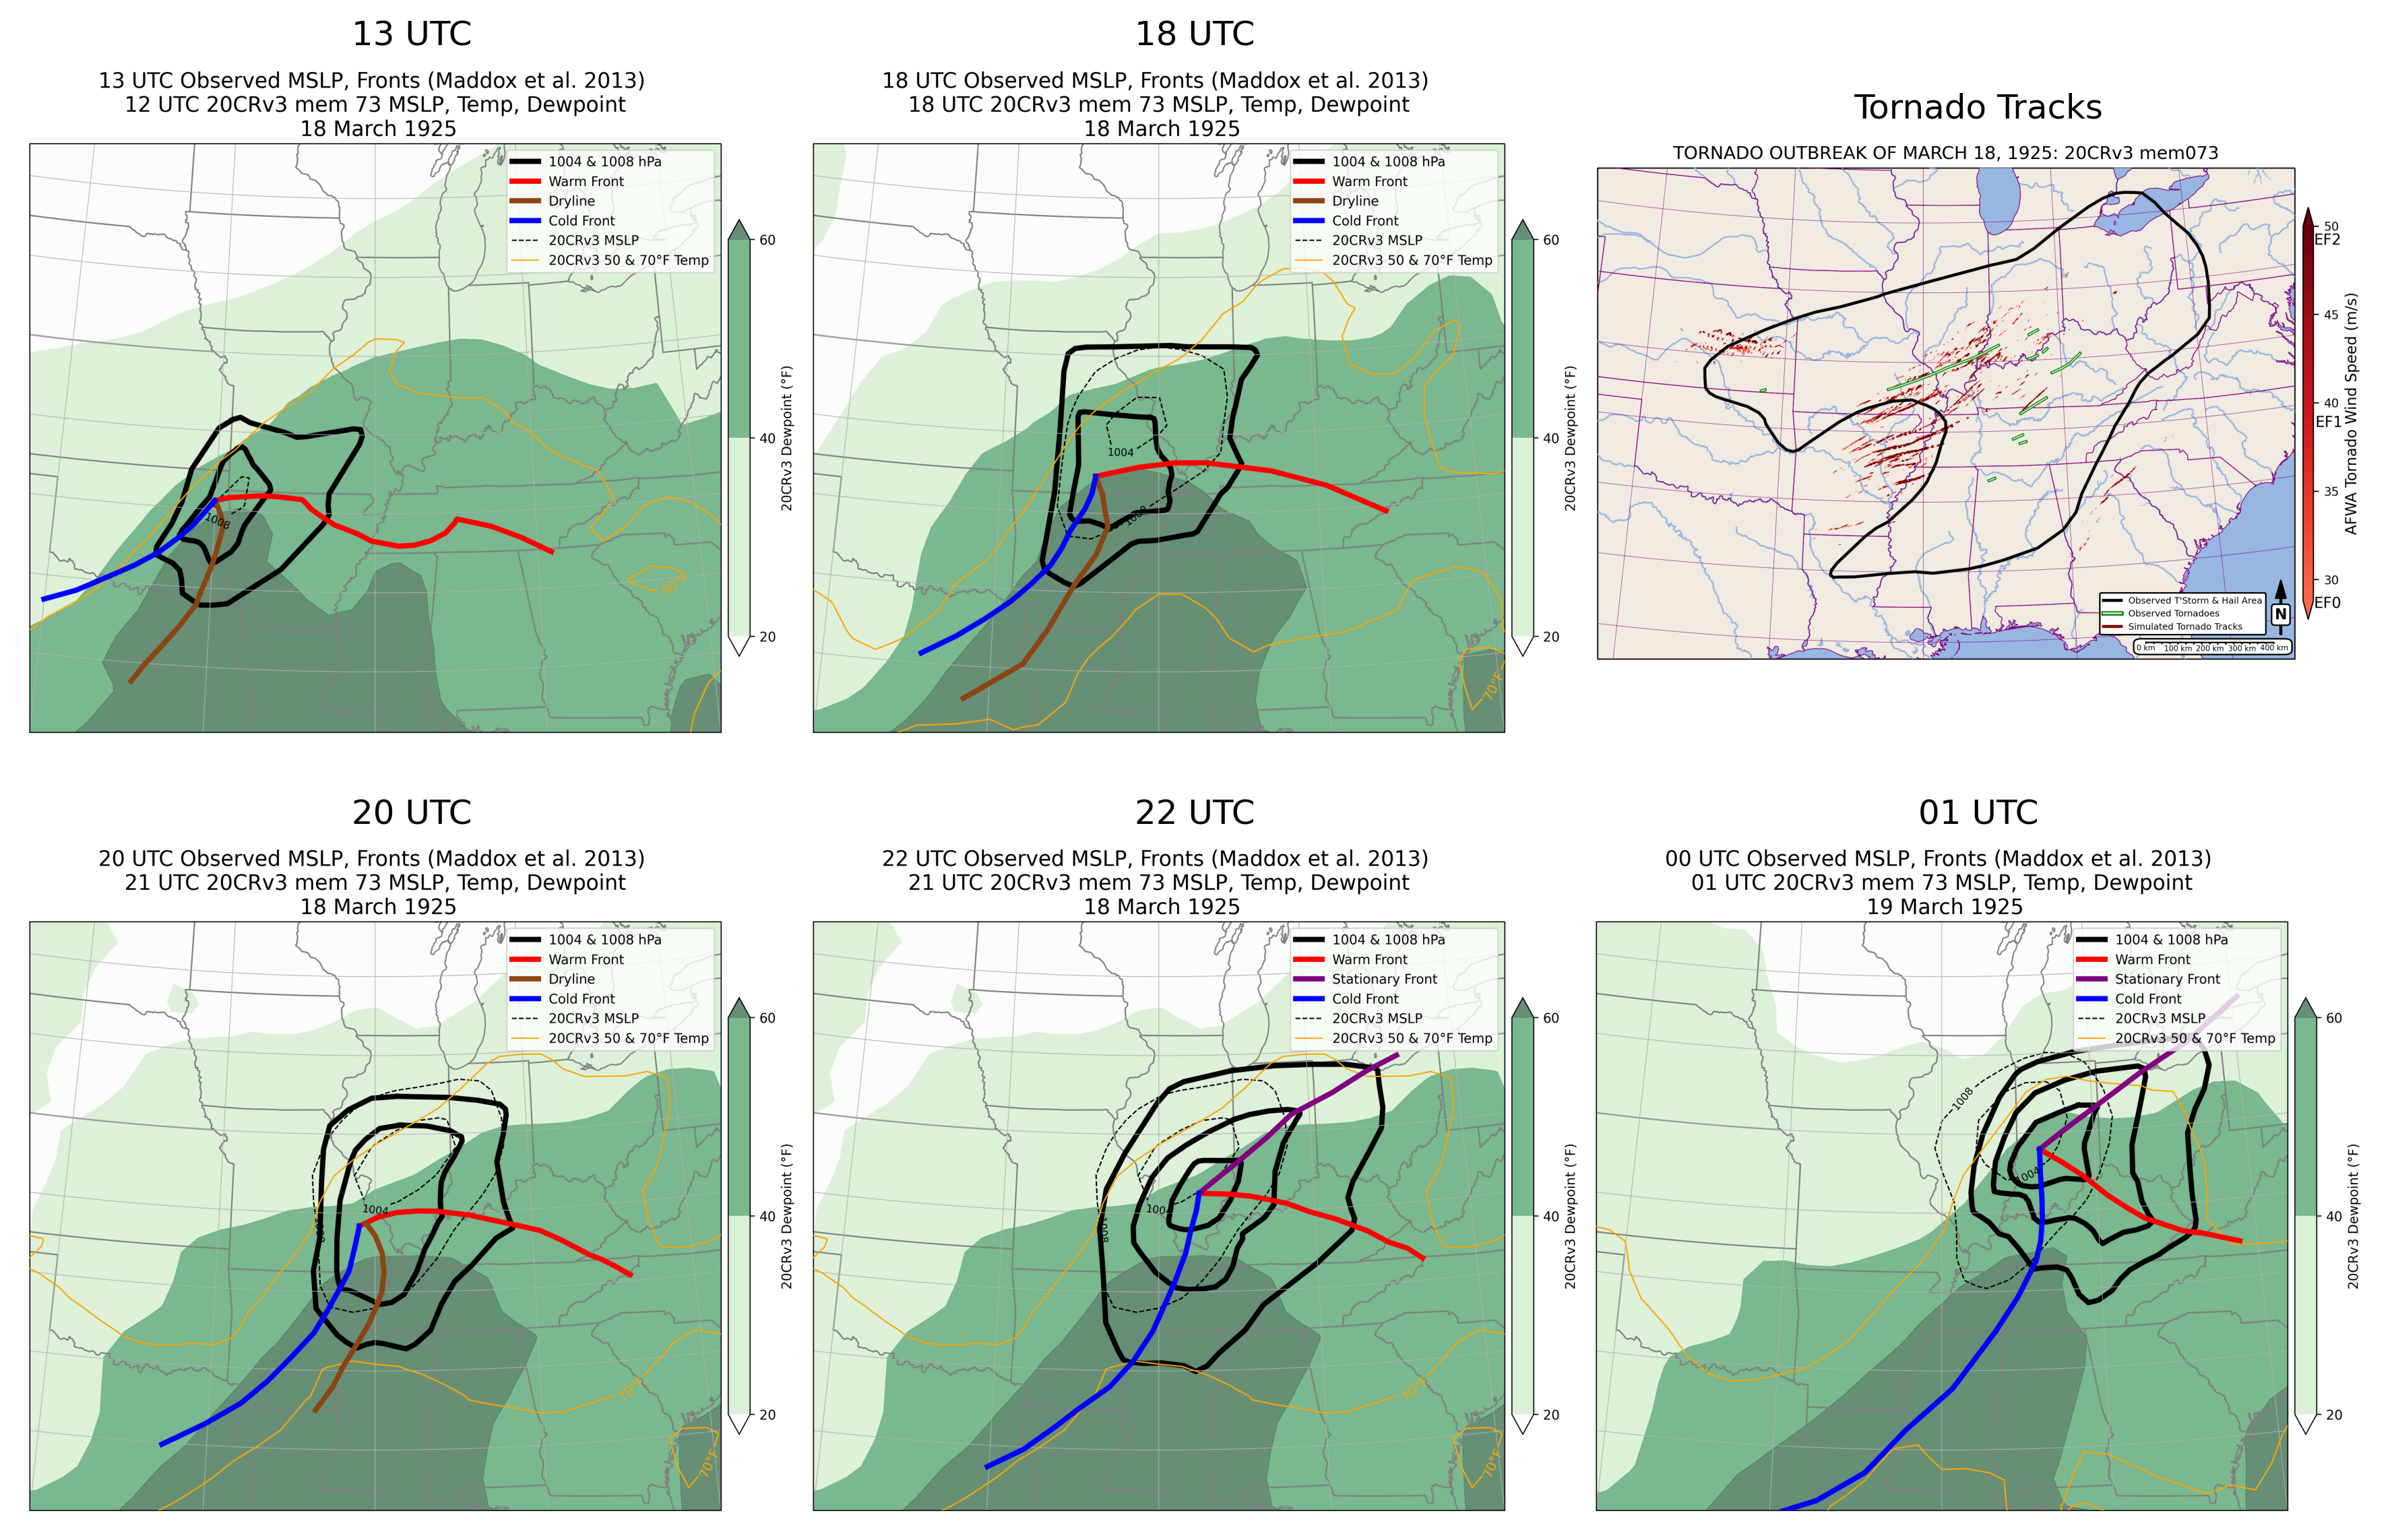 13 UTC
13 UTC Observed MSLP, Fronts (Maddox et al. 2013)
12 UTC 20CRv3 mem 73 MSLP, Temp, Dewpoint
18 March 1925
1004 & 1008 hPa
Warm Front
Dryline
Cold Front
20CRv3 MSLP
20CRv3 50 & 70°F Temp
1008
50°F
60
40
20
20CRv3 Dewpoint (°F)
18 UTC
18 UTC Observed MSLP, Fronts (Maddox et al. 2013)
18 UTC 20CRv3 mem 73 MSLP, Temp, Dewpoint
18 March 1925
1004 & 1008 hPa
Warm Front
Dryline
Cold Front
20CRv3 MSLP
20CRv3 50 & 70°F Temp
1004
1008
70°F
60
40
20
20CRv3 Dewpoint (°F)
Tornado Tracks
TORNADO OUTBREAK OF MARCH 18, 1925: 20CRv3 mem073
Observed T'Storm & Hail Area
Observed Tornadoes
Simulated Tornado Tracks
N
0 km 100 km 200 km 300 km 400 km
50
EF2
45
40
EF1
35
30
EF0
AFWA Tornado Wind Speed (m/s)
20 UTC
20 UTC Observed MSLP, Fronts (Maddox et al. 2013)
21 UTC 20CRv3 mem 73 MSLP, Temp, Dewpoint
18 March 1925
1004 & 1008 hPa
Warm Front
Dryline
Cold Front
20CRv3 MSLP
20CRv3 50 & 70°F Temp
1004
70°F
70°F
60
40
20
20CRv3 Dewpoint (°F)
22 UTC
22 UTC Observed MSLP, Fronts (Maddox et al. 2013)
21 UTC 20CRv3 mem 73 MSLP, Temp, Dewpoint
18 March 1925
1004 & 1008 hPa
Warm Front
Stationary Front
Cold Front
20CRv3 MSLP
20CRv3 50 & 70°F Temp
1008
70°F
70°F
60
40
20
20CRv3 Dewpoint (°F)
01 UTC
00 UTC Observed MSLP, Fronts (Maddox et al. 2013)
01 UTC 20CRv3 mem 73 MSLP, Temp, Dewpoint
19 March 1925
1004 & 1008 hPa
Warm Front
Stationary Front
Cold Front
20CRv3 MSLP
20CRv3 50 & 70°F Temp
1008
1004
60
40
20
20CRv3 Dewpoint (°F)